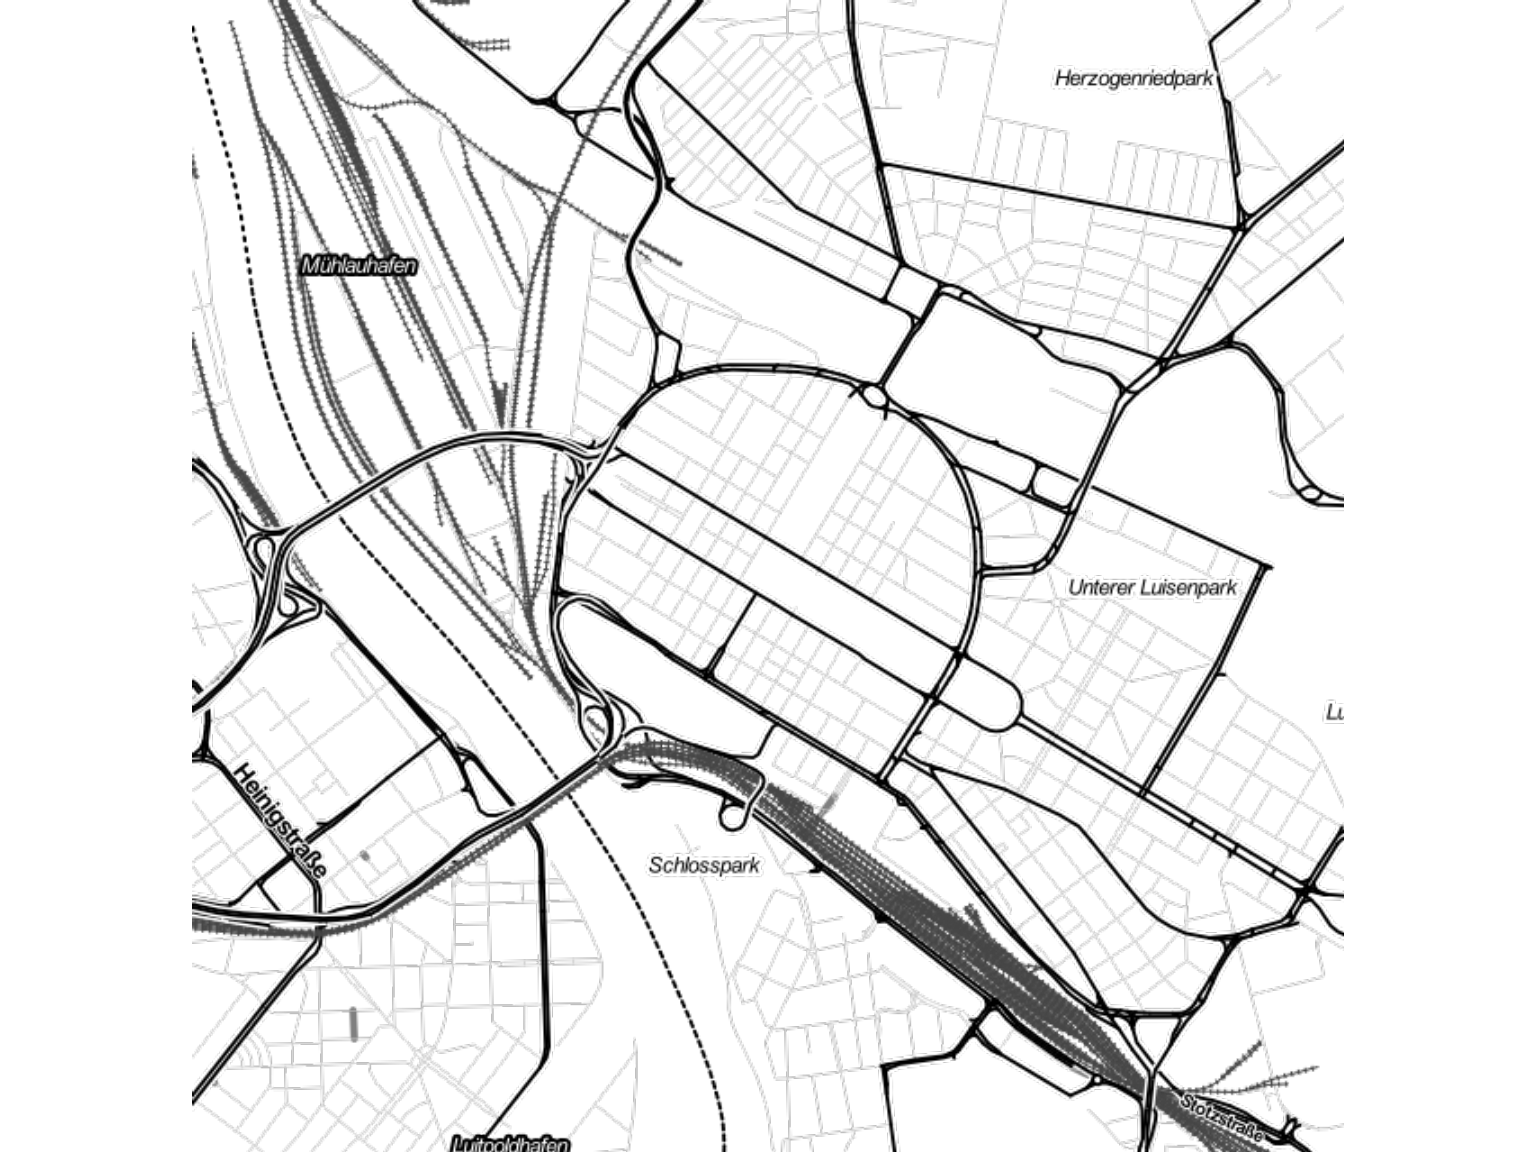 Herzogenriedpark
Mühlauhafen
Unterer Luisenpark
Heinigstraße
Schlosspark
Stotzstraße
Luitpoldhafen